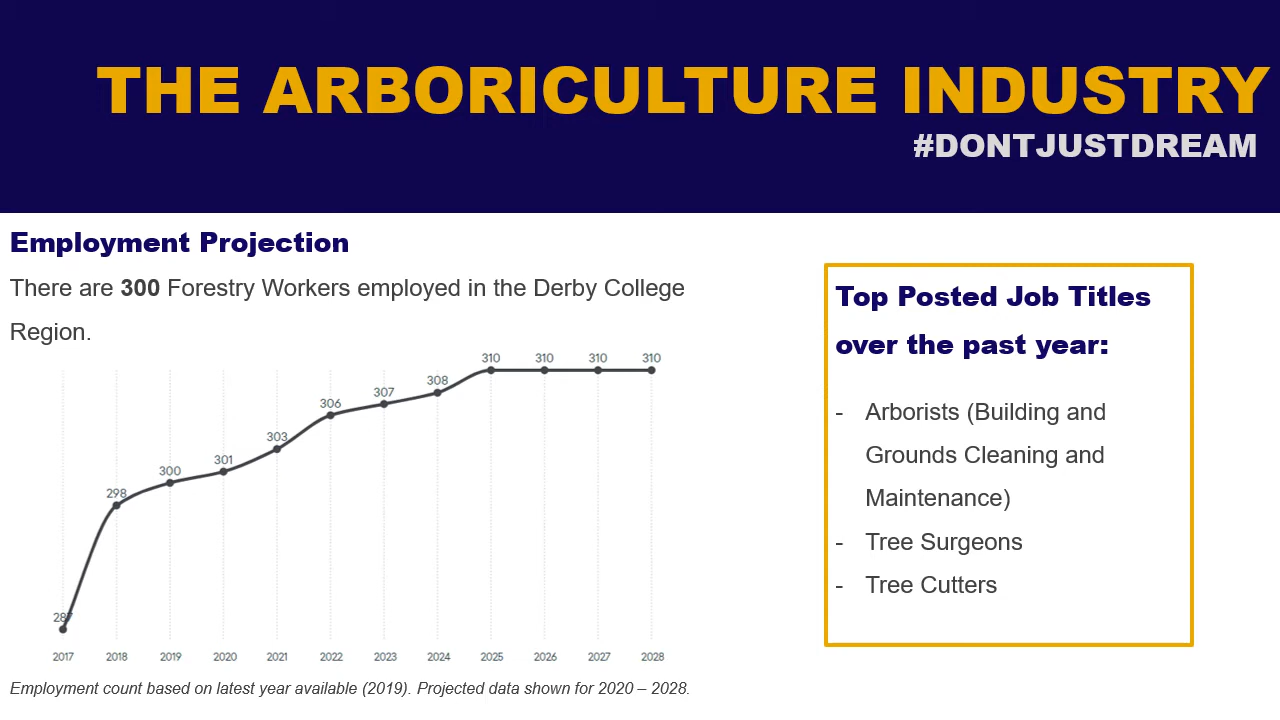 THE ARBORICULTURE INDUSTRY
#DONTJUSTDREAM
Employment Projection
There are 300 Forestry Workers employed in the Derby College
Region.
310 310 310 310
308
307
306
303
301
300
298
287
2017 2018 2019 2020 2021 2022 2023 2024 2025 2026 2027 2028
Employment count based on latest year available (2019). Projected data shown for 2020 – 2028.
Top Posted Job Titles
over the past year:
- Arborists (Building and
Grounds Cleaning and
Maintenance)
- Tree Surgeons
- Tree Cutters